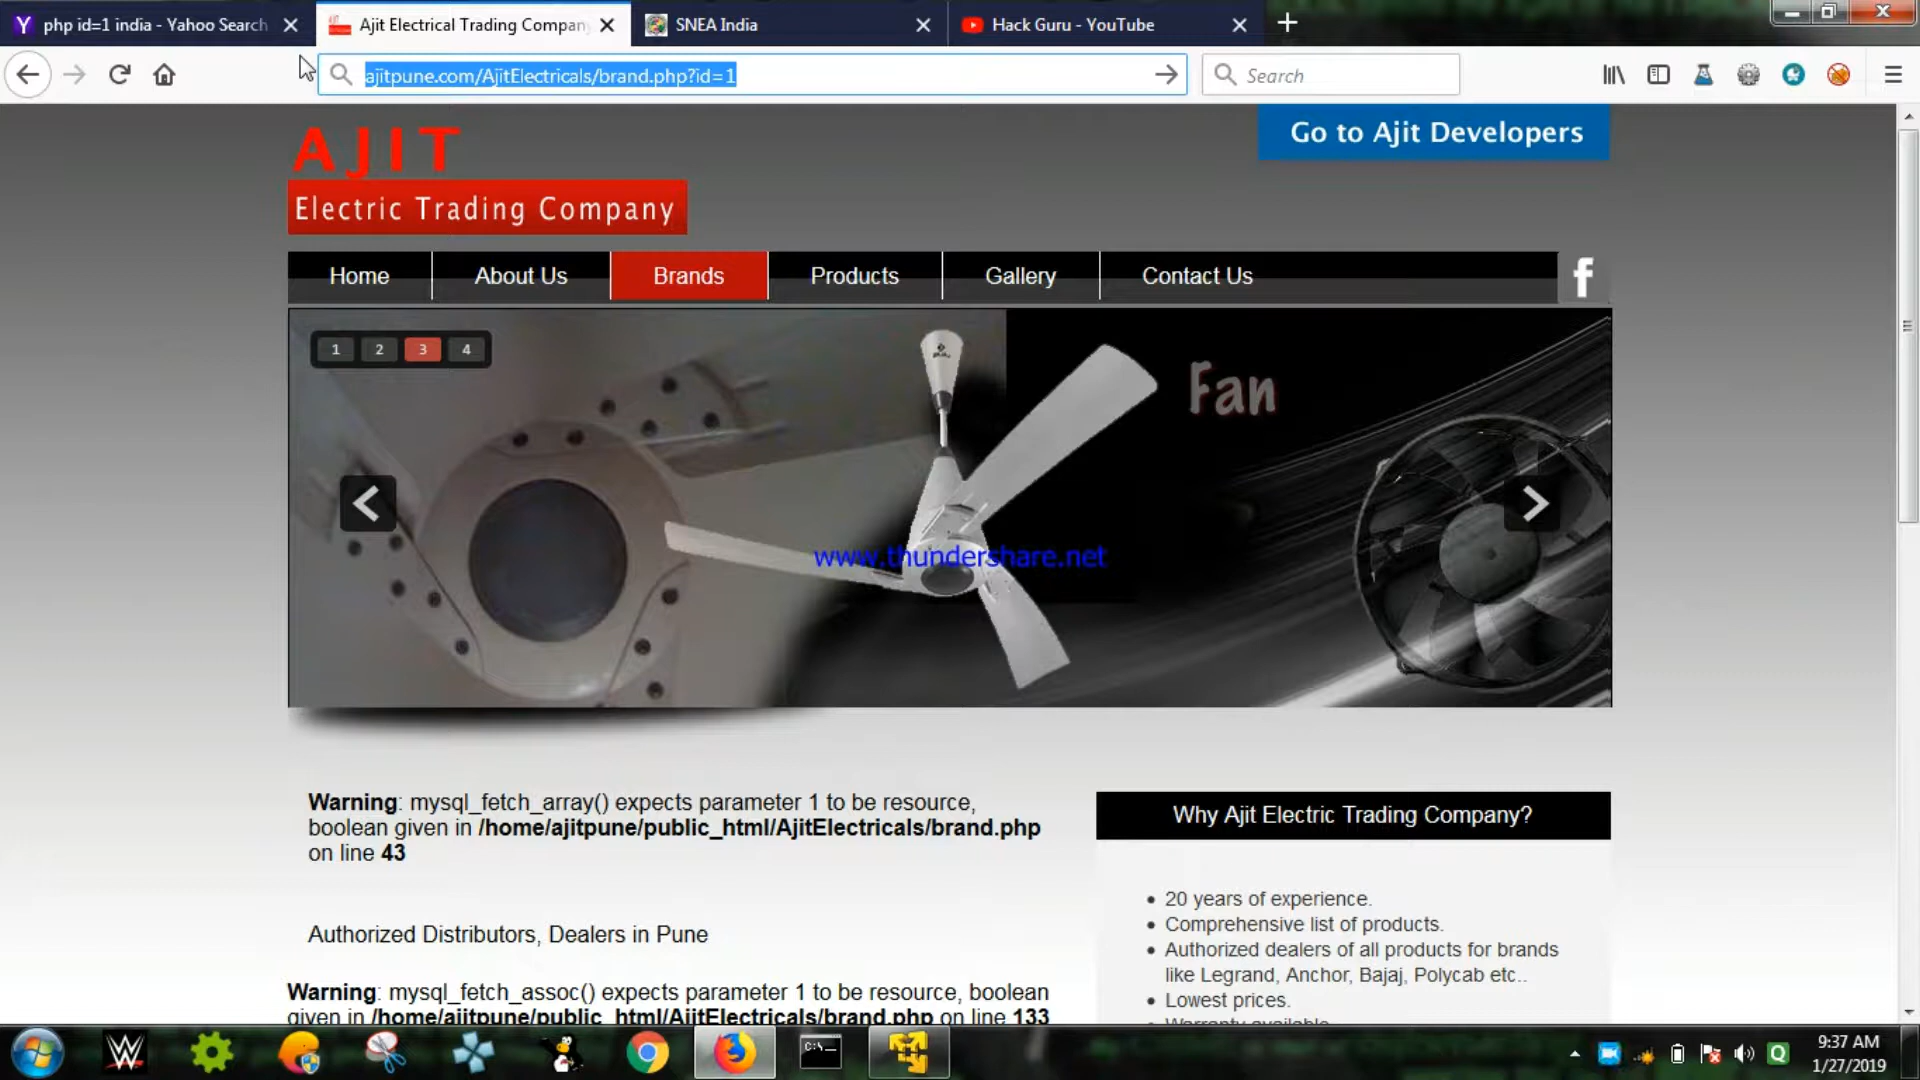 php id=1 india - Yahoo Search
Ajit Electrical Trading Company
SNEA India
Hack Guru - YouTube
ajitpune.com/AjitElectricals/brand.php?id=1
Search
AJIT
Electric Trading Company
Go to Ajit Developers
Home
About Us
Brands
Products
Gallery
Contact Us
f
1 2 3 4
Fan
www.thundershare.net
Warning: mysql_fetch_array() expects parameter 1 to be resource,
boolean given in /home/ajitpune/public_html/AjitElectricals/brand.php
on line 43
Authorized Distributors, Dealers in Pune
Warning: mysql_fetch_assoc() expects parameter 1 to be resource, boolean
given in /home/ajitpune/public_html/AjitElectricals/brand.php on line 133
Why Ajit Electric Trading Company?
20 years of experience.
Comprehensive list of products.
Authorized dealers of all products for brands
like Legrand, Anchor, Bajaj, Polycab etc..
Lowest prices.
Warranty available
C:\
9:37 AM
1/27/2019